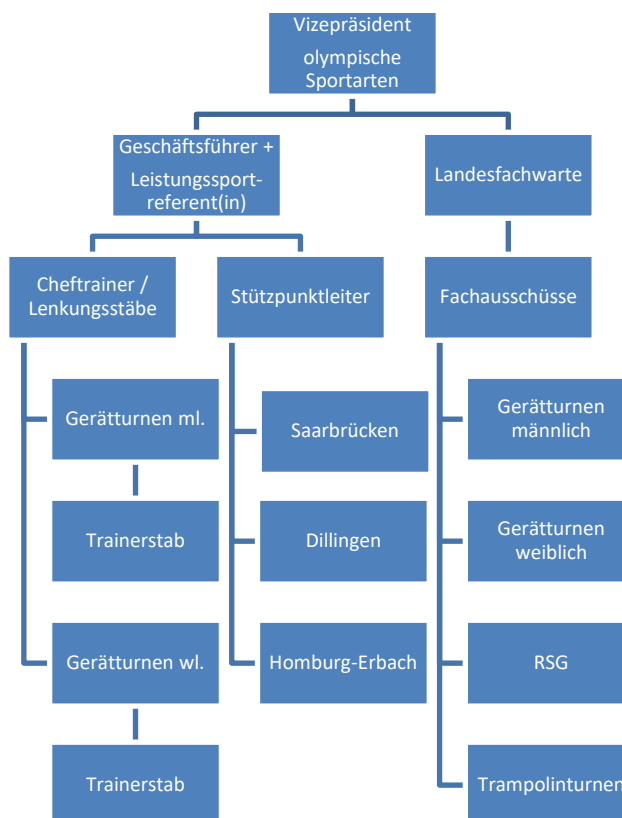 Vizepräsident
olympische
Sportarten
Geschäftsführer +
Leistungssport-
referent(in)
Landesfachwarte
Cheftrainer /
Lenkungsstäbe
Stützpunktleiter
Fachausschüsse
Gerätturnen ml.
Saarbrücken
Gerätturnen
männlich
Trainerstab
Dillingen
Gerätturnen
weiblich
Gerätturnen wl.
Homburg-Erbach
RSG
Trainerstab
Trampolinturnen